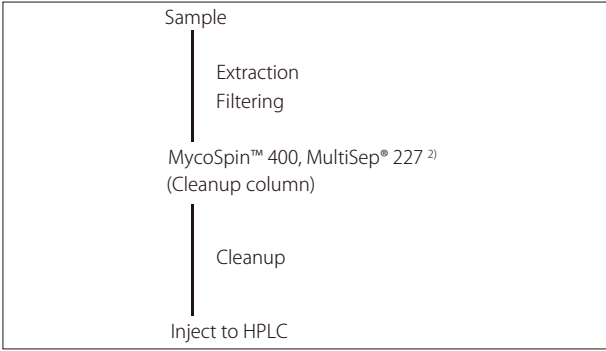 Sample
Extraction
Filtering
MycoSpin™ 400, MultiSep® 227 ²⁾
(Cleanup column)
Cleanup
Inject to HPLC